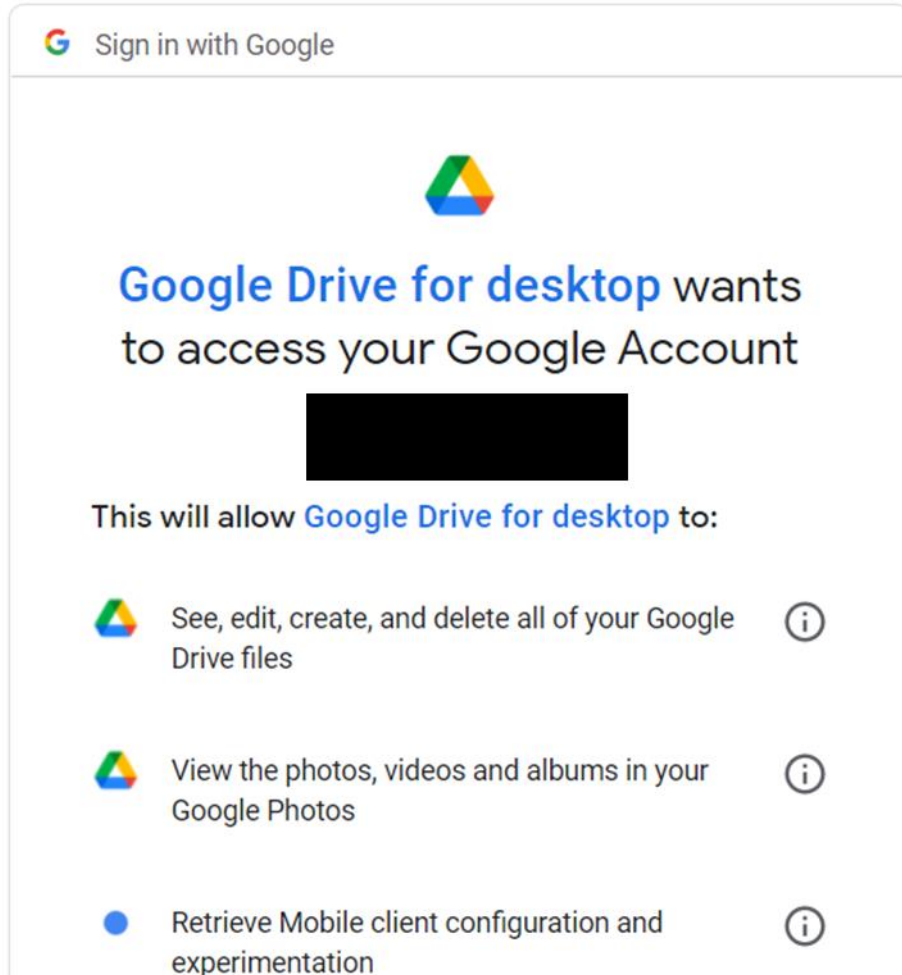 Sign in with Google
Google Drive for desktop wants
to access your Google Account
This will allow Google Drive for desktop to:
See, edit, create, and delete all of your Google
Drive files
View the photos, videos and albums in your
Google Photos
Retrieve Mobile client configuration and
experimentation